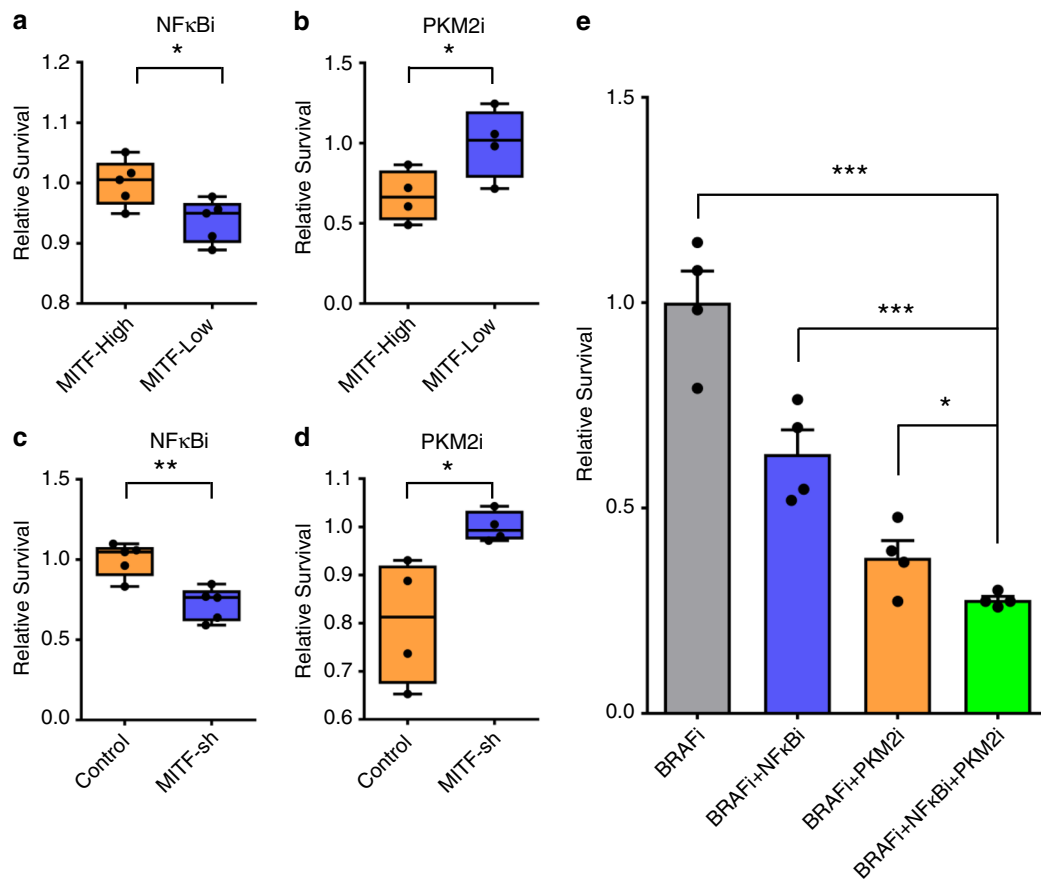 a
NFκBi
*
Relative Survival
1.2
1.1
1.0
0.9
0.8
MITF-High
MITF-Low
b
PKM2i
*
Relative Survival
1.5
1.0
0.5
0.0
MITF-High
MITF-Low
c
NFκBi
**
Relative Survival
1.5
1.0
0.5
0.0
Control
MITF-sh
d
PKM2i
*
Relative Survival
1.1
1.0
0.9
0.8
0.7
0.6
Control
MITF-sh
e
***
***
*
Relative Survival
1.5
1.0
0.5
0.0
BRAFi
BRAFi+NFκBi
BRAFi+PKM2i
BRAFi+NFκBi+PKM2i